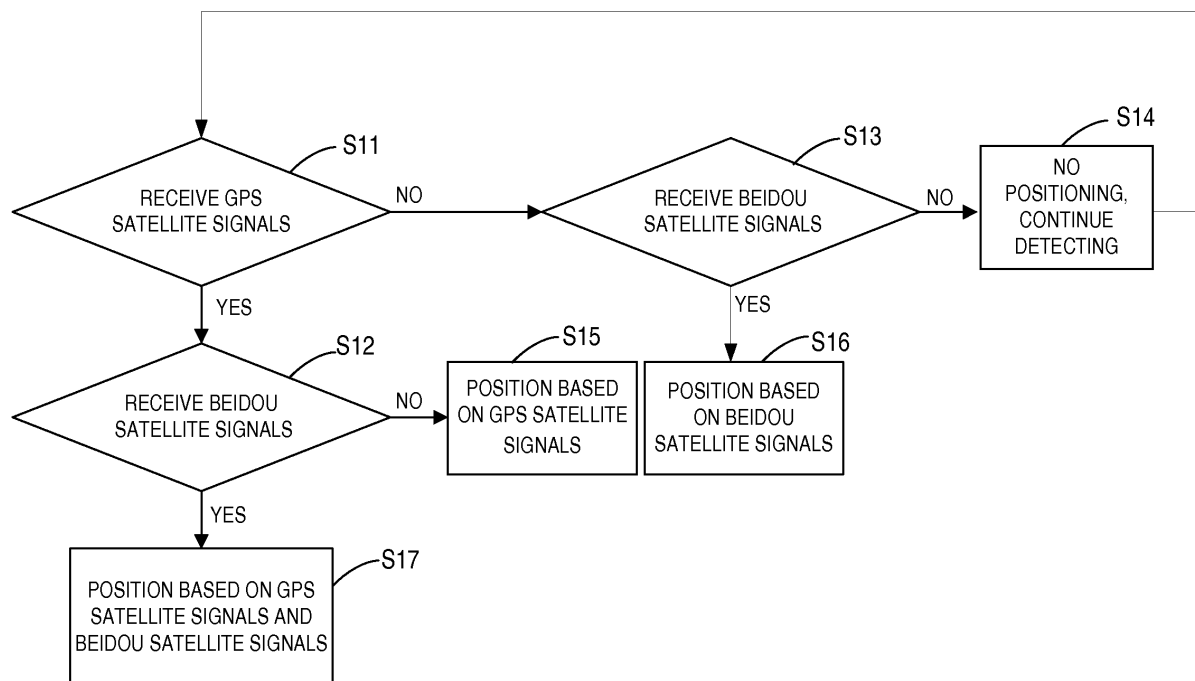 S11
RECEIVE GPS
SATELLITE SIGNALS
NO
YES
S13
RECEIVE BEIDOU
SATELLITE SIGNALS
NO
YES
S14
NO
POSITIONING,
CONTINUE
DETECTING
S12
RECEIVE BEIDOU
SATELLITE SIGNALS
NO
YES
S15
POSITION BASED
ON GPS SATELLITE
SIGNALS
S16
POSITION BASED
ON BEIDOU
SATELLITE SIGNALS
S17
POSITION BASED ON GPS
SATELLITE SIGNALS AND
BEIDOU SATELLITE SIGNALS